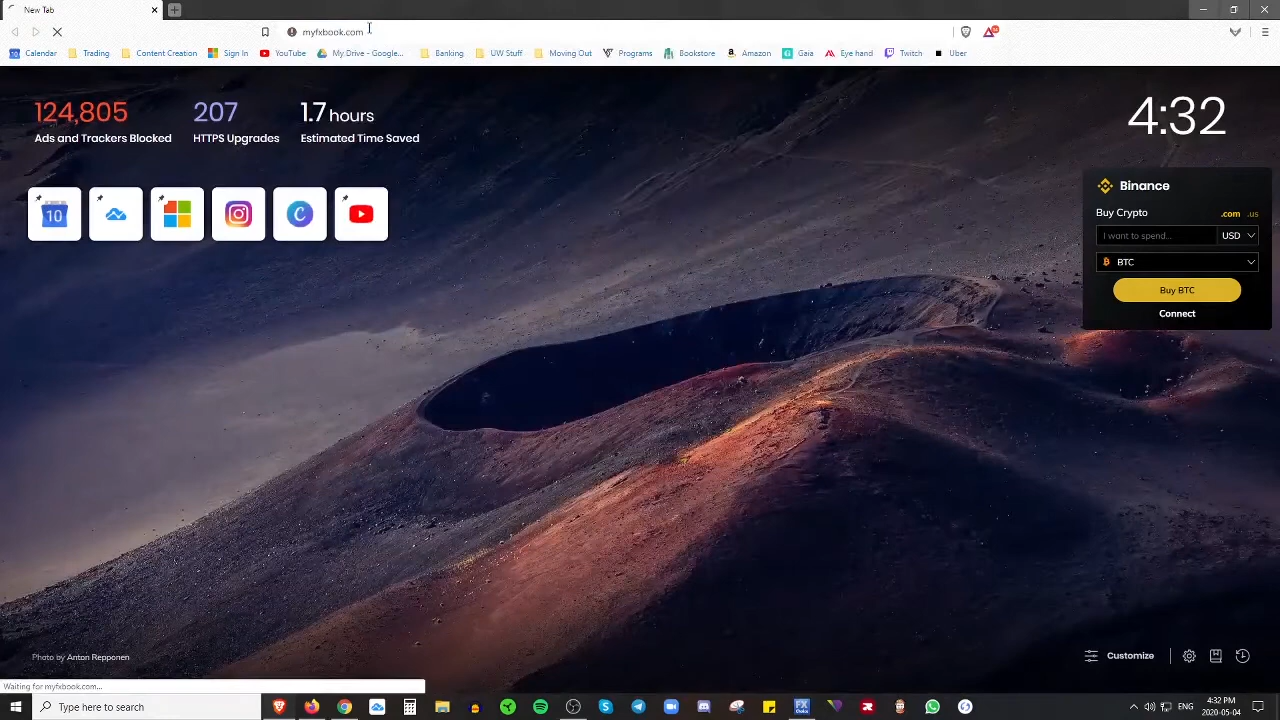 New Tab
myfxbook.com
Calendar Trading Content Creation Sign In YouTube My Drive - Google... Banking UW Stuff Moving Out Programs Bookstore Amazon Gaia Eye hand Twitch Uber
124,805
Ads and Trackers Blocked
207
HTTPS Upgrades
1.7 hours
Estimated Time Saved
4:32
10
Binance
Buy Crypto .com .us
I want to spend... USD
BTC
Buy BTC
Connect
Photo by Anton Repponen
Customize
Waiting for myfxbook.com...
Type here to search
FX
Choice
ENG
4:32 PM
2020-05-04